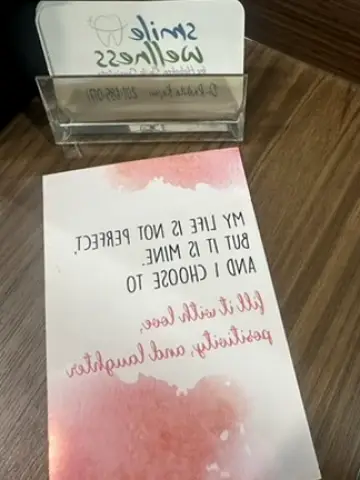 smile
wellness
MY LIFE IS NOT PERFECT,
BUT IT IS MINE.
AND I CHOOSE TO
fill it with love,
positivity, and laughter